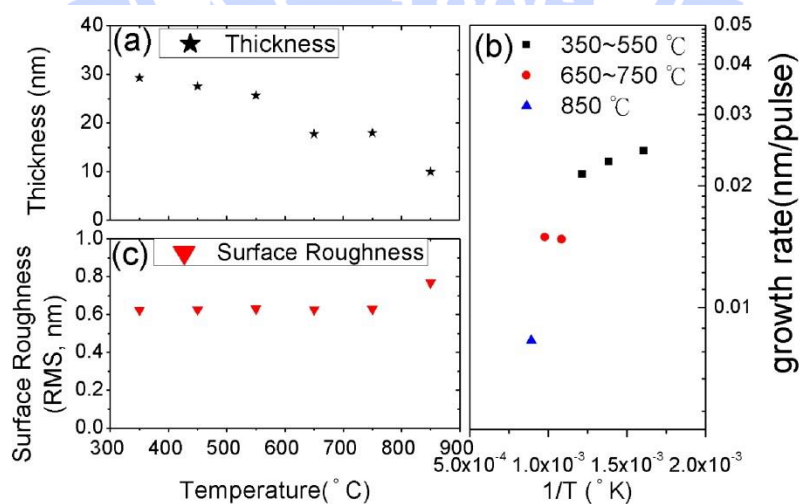 (a)
★ Thickness
40
30
20
10
0
Thickness (nm)
(c)
▼ Surface Roughness
1.0
0.8
0.6
0.4
0.2
0.0
Surface Roughness
(RMS, nm)
300 400 500 600 700 800 900
Temperature(°C)
(b)
■ 350~550 ℃
● 650~750℃
▲ 850 ℃
0.05
0.04
0.03
0.02
0.01
growth rate(nm/pulse)
5.0x10⁻⁴ 1.0x10⁻³ 1.5x10⁻³ 2.0x10⁻³
1/T (°K)